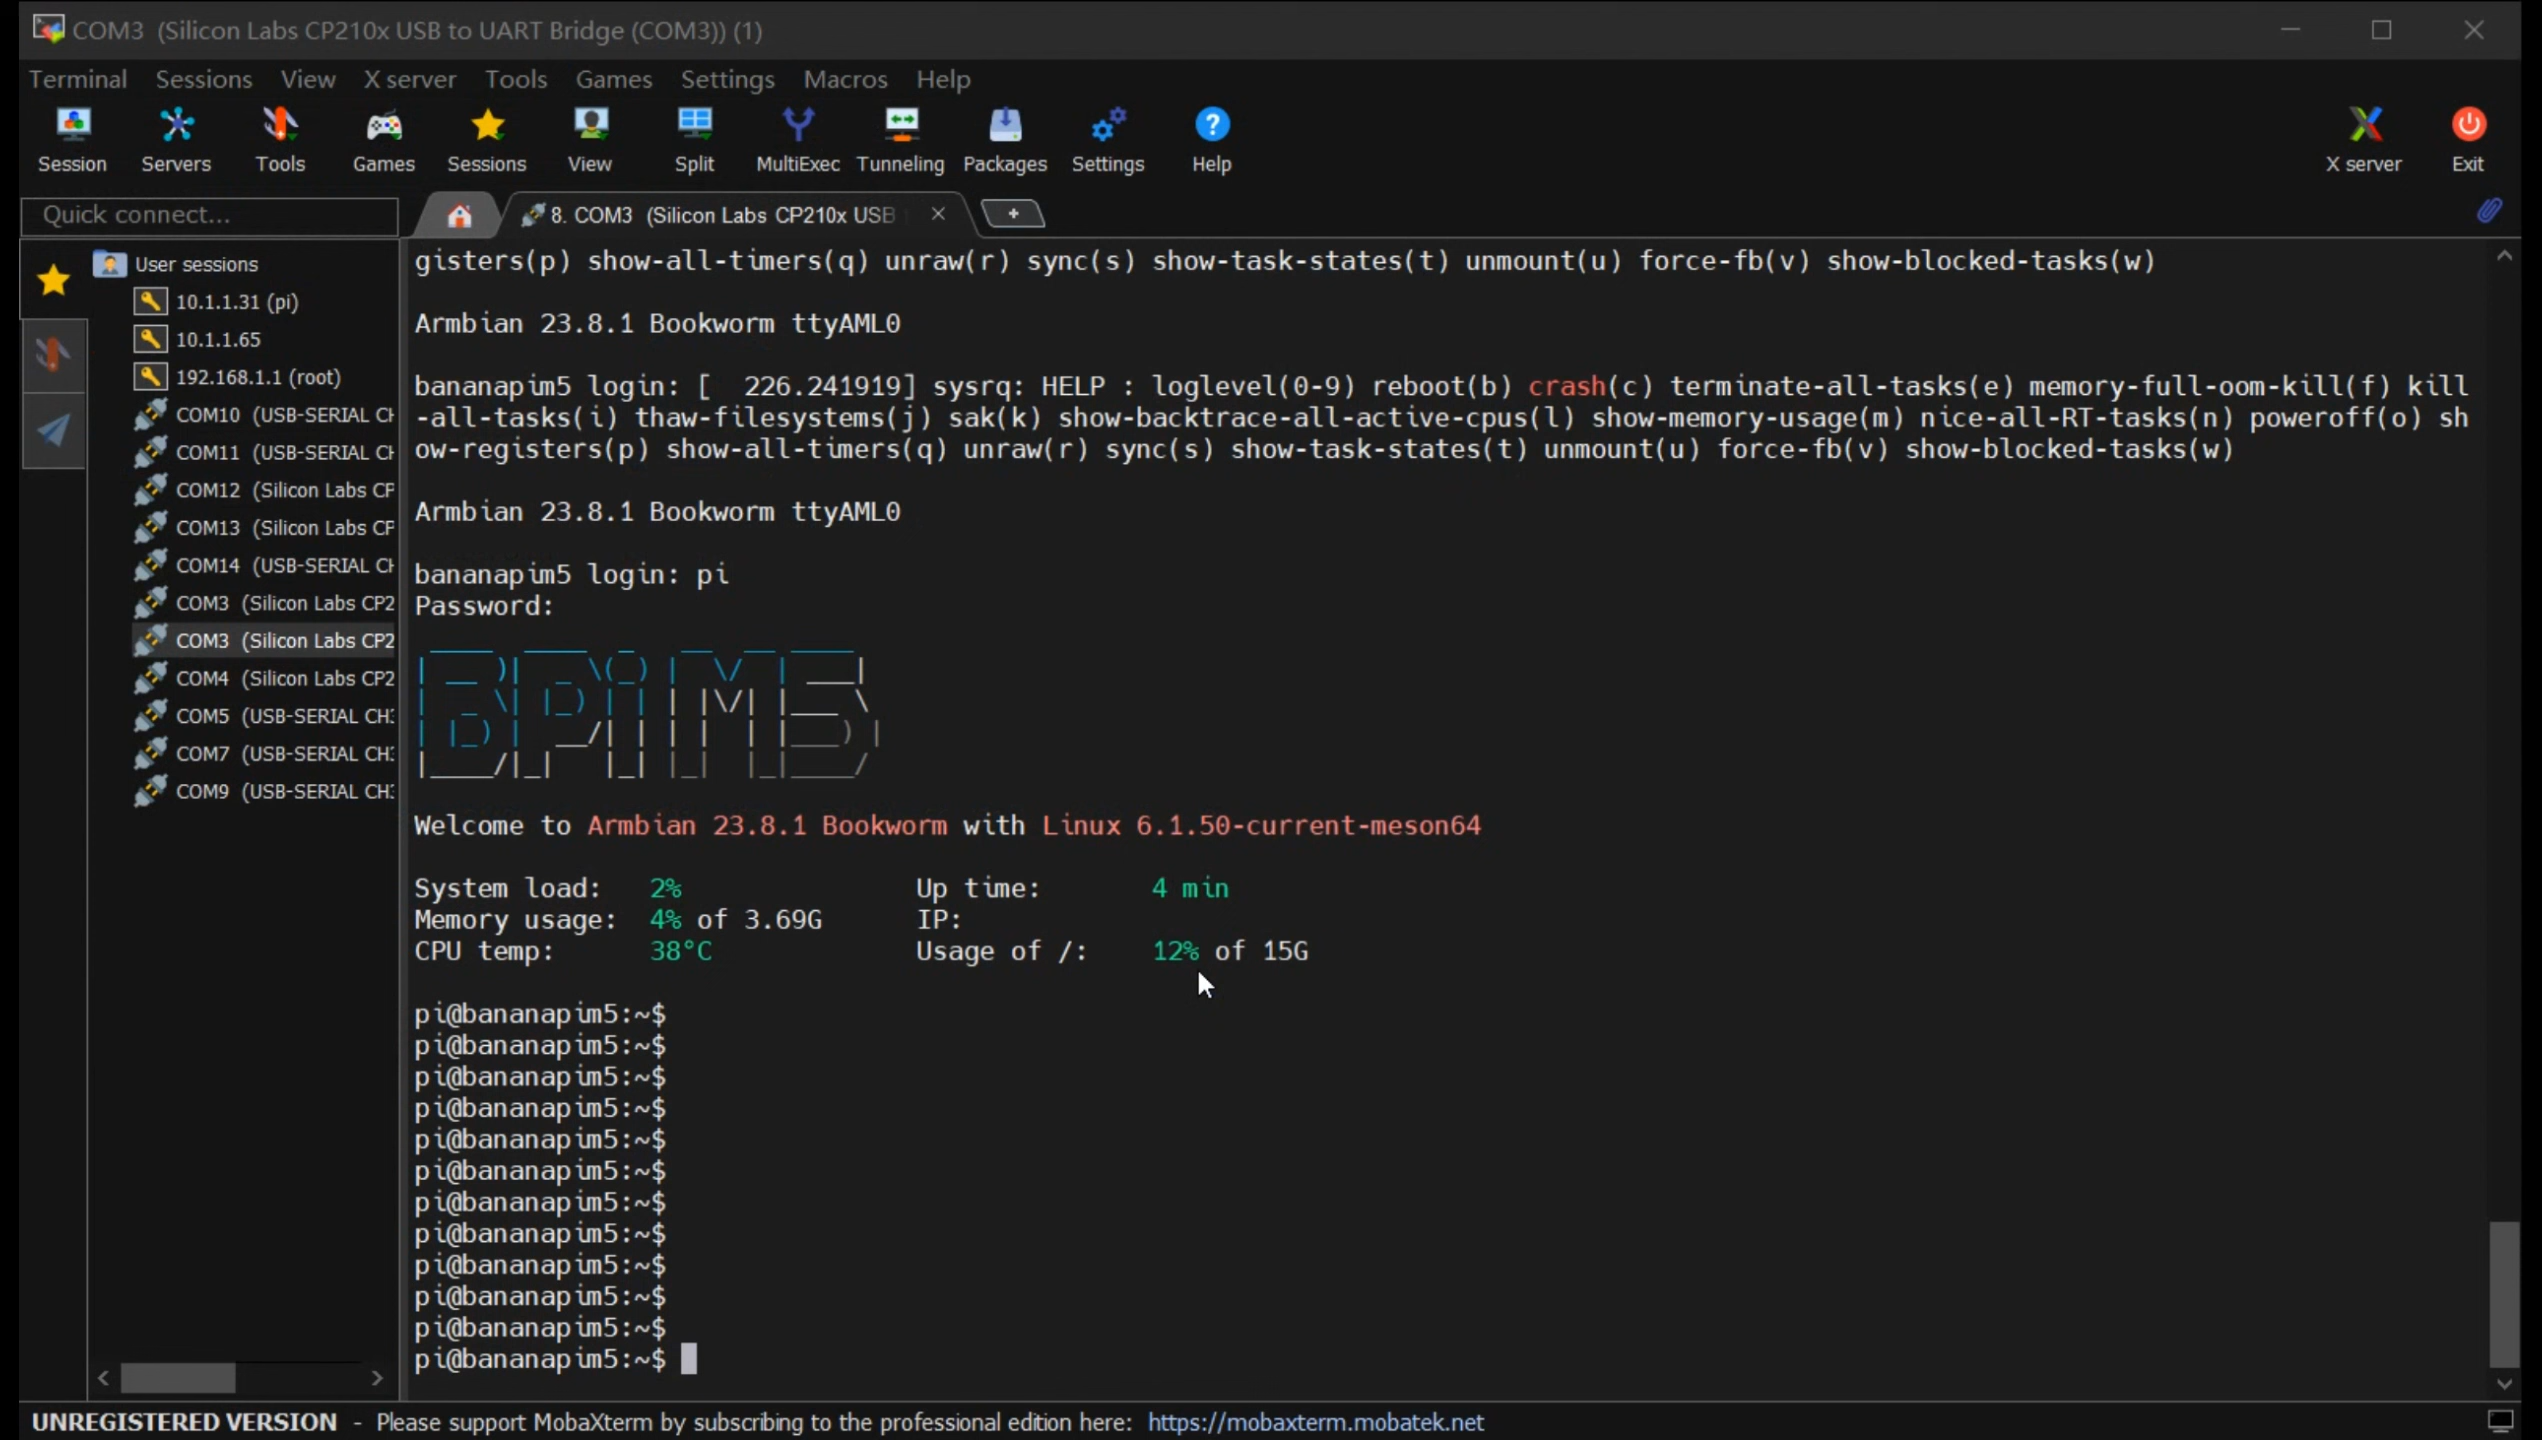 COM3  (Silicon Labs CP210x USB to UART Bridge (COM3)) (1)
Terminal Sessions View X server Tools Games Settings Macros Help
Session Servers Tools Games Sessions View Split MultiExec Tunneling Packages Settings Help X server Exit
Quick connect...
8. COM3  (Silicon Labs CP210x USB
User sessions
10.1.1.31 (pi)
10.1.1.65
192.168.1.1 (root)
COM10  (USB-SERIAL CH
COM11  (USB-SERIAL CH
COM12  (Silicon Labs CP
COM13  (Silicon Labs CP
COM14  (USB-SERIAL CH
COM3  (Silicon Labs CP2
COM3  (Silicon Labs CP2
COM4  (Silicon Labs CP2
COM5  (USB-SERIAL CH3
COM7  (USB-SERIAL CH3
COM9  (USB-SERIAL CH3
gisters(p) show-all-timers(q) unraw(r) sync(s) show-task-states(t) unmount(u) force-fb(v) show-blocked-tasks(w)
Armbian 23.8.1 Bookworm ttyAML0
bananapim5 login: [  226.241919] sysrq: HELP : loglevel(0-9) reboot(b) crash(c) terminate-all-tasks(e) memory-full-oom-kill(f) kill
-all-tasks(i) thaw-filesystems(j) sak(k) show-backtrace-all-active-cpus(l) show-memory-usage(m) nice-all-RT-tasks(n) poweroff(o) sh
ow-registers(p) show-all-timers(q) unraw(r) sync(s) show-task-states(t) unmount(u) force-fb(v) show-blocked-tasks(w)
Armbian 23.8.1 Bookworm ttyAML0
bananapim5 login: pi
Password:
BPiM5
Welcome to Armbian 23.8.1 Bookworm with Linux 6.1.50-current-meson64
System load:   2%   Up time:   4 min
Memory usage:  4% of 3.69G   IP:
CPU temp:   38°C   Usage of /:   12% of 15G
pi@bananapim5:~$
pi@bananapim5:~$
pi@bananapim5:~$
pi@bananapim5:~$
pi@bananapim5:~$
pi@bananapim5:~$
pi@bananapim5:~$
pi@bananapim5:~$
pi@bananapim5:~$
pi@bananapim5:~$
pi@bananapim5:~$
pi@bananapim5:~$
UNREGISTERED VERSION  -  Please support MobaXterm by subscribing to the professional edition here:  https://mobaxterm.mobatek.net